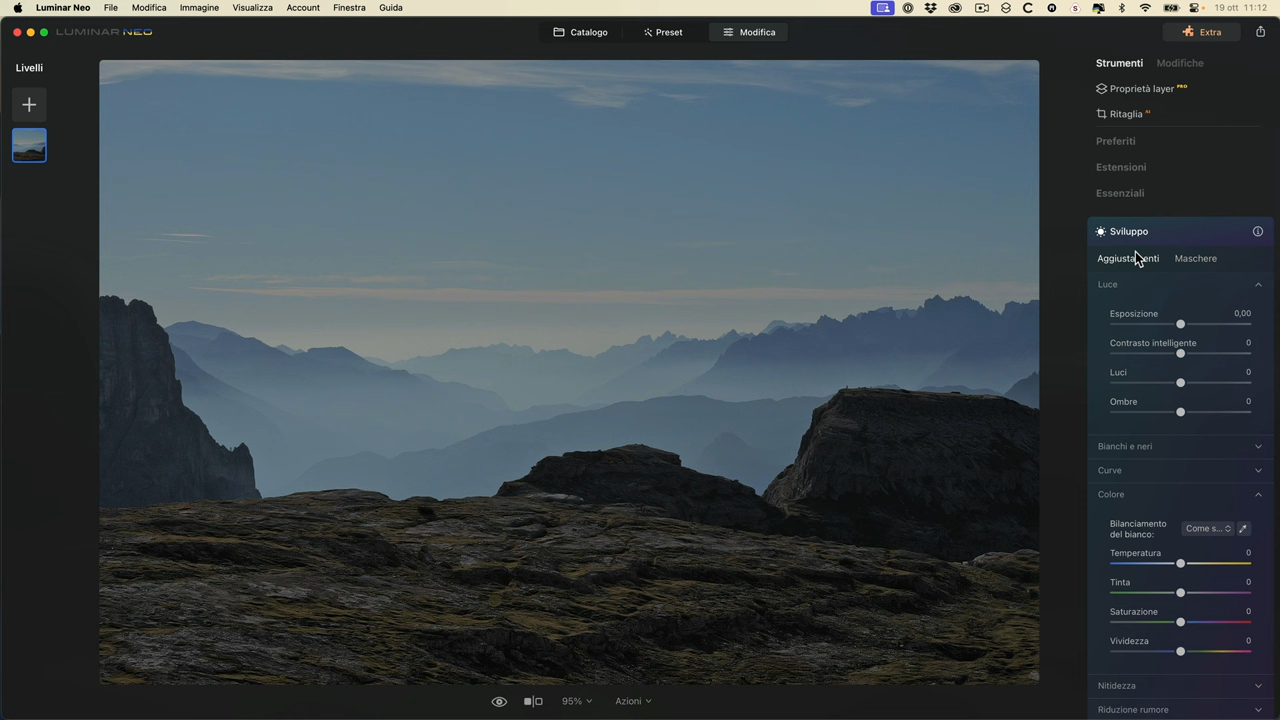 Luminar Neo File Modifica Immagine Visualizza Account Finestra Guida 19 ott 11:12
LUMINAR NEO Catalogo Preset Modifica Extra
Livelli
Strumenti Modifiche
Proprietà layer PRO
Ritaglia AI
Preferiti
Estensioni
Essenziali
Sviluppo
Aggiustamenti Maschere
Luce
Esposizione 0,00
Contrasto intelligente 0
Luci 0
Ombre 0
Bianchi e neri
Curve
Colore
Bilanciamento
del bianco: Come s...
Temperatura 0
Tinta 0
Saturazione 0
Vividezza 0
Nitidezza
Riduzione rumore
95% Azioni